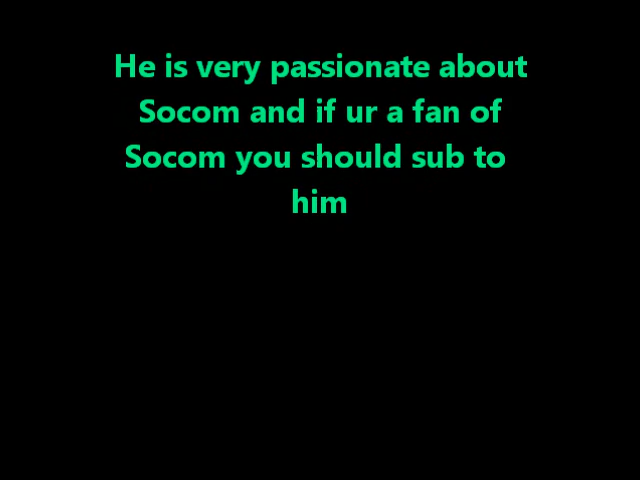 He is very passionate about
Socom and if ur a fan of
Socom you should sub to
him